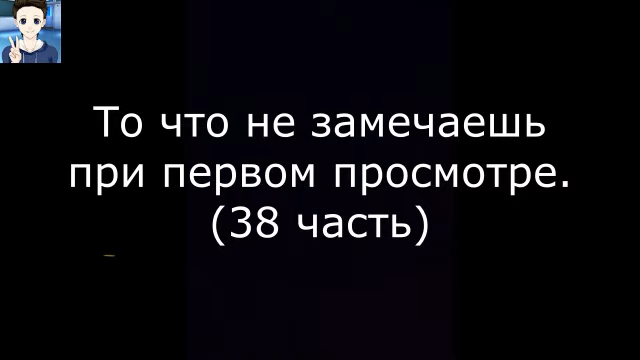 То что не замечаешь
при первом просмотре.
(38 часть)